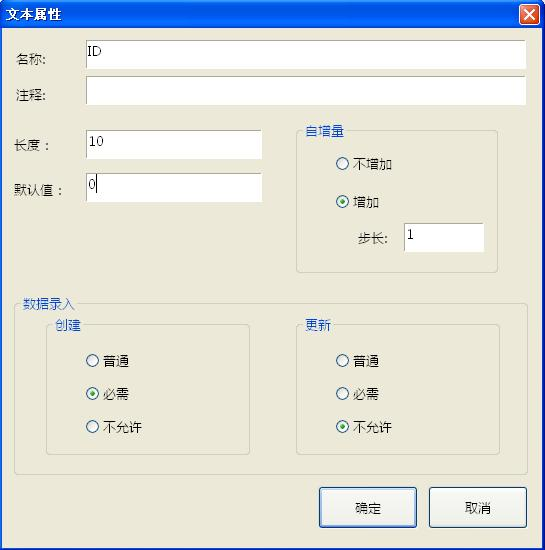 文本属性
名称:
ID
注释:
长度：
10
默认值：
0
自增量
不增加
增加
步长:
1
数据录入
创建
普通
必需
不允许
更新
普通
必需
不允许
确定
取消